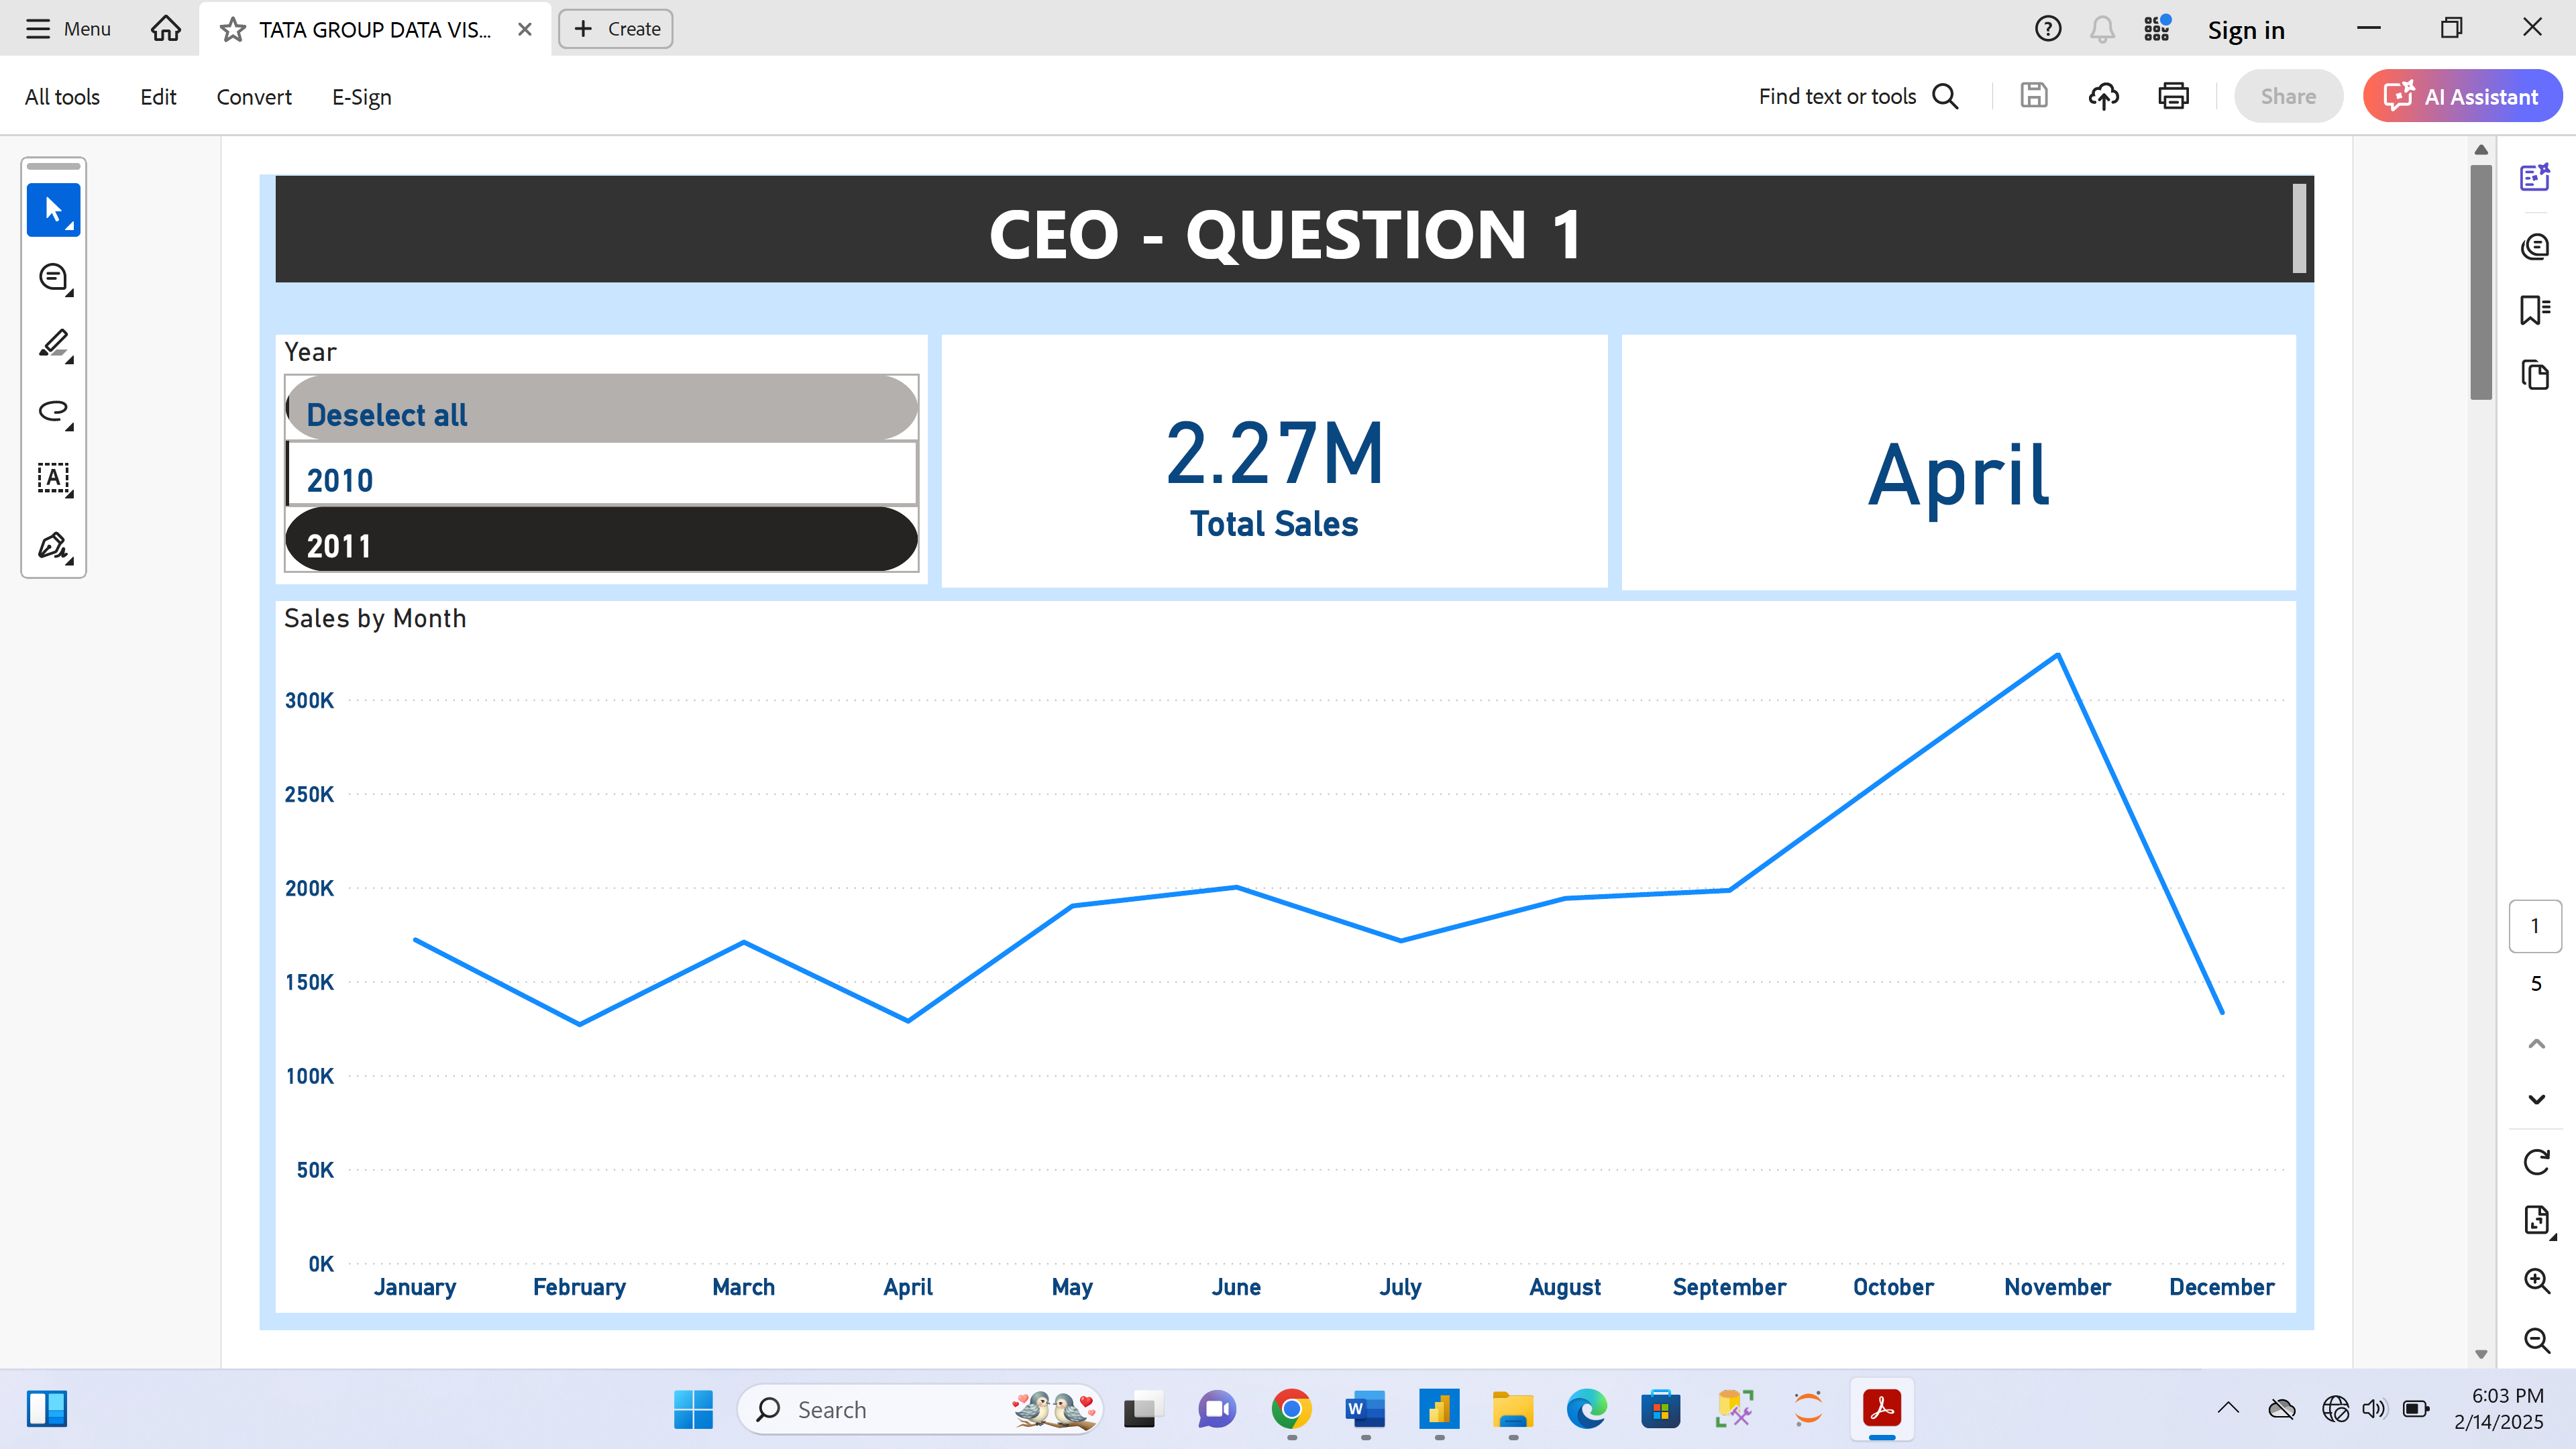 Menu
TATA GROUP DATA VIS...
Create
Sign in
All tools
Edit
Convert
E-Sign
Find text or tools
Share
AI Assistant
CEO - QUESTION 1
Year
Deselect all
2010
2011
2.27M
Total Sales
April
Sales by Month
300K
250K
200K
150K
100K
50K
0K
January
February
March
April
May
June
July
August
September
October
November
December
1
5
Search
6:03 PM
2/14/2025